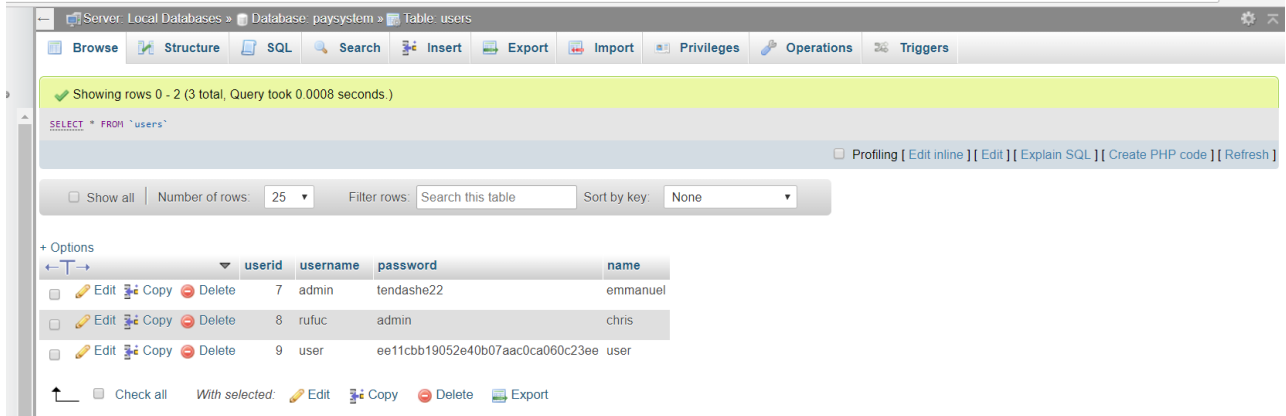 Server: Local Databases » Database: paysystem » Table: users
Browse Structure SQL Search Insert Export Import Privileges Operations Triggers
Showing rows 0 - 2 (3 total, Query took 0.0008 seconds.)
SELECT * FROM `users`
Profiling [ Edit inline ] [ Edit ] [ Explain SQL ] [ Create PHP code ] [ Refresh ]
Show all Number of rows: 25 Filter rows: Search this table Sort by key: None
+ Options
userid username password name
Edit Copy Delete 7 admin tendashe22 emmanuel
Edit Copy Delete 8 rufuc admin chris
Edit Copy Delete 9 user ee11cbb19052e40b07aac0ca060c23ee user
Check all With selected: Edit Copy Delete Export